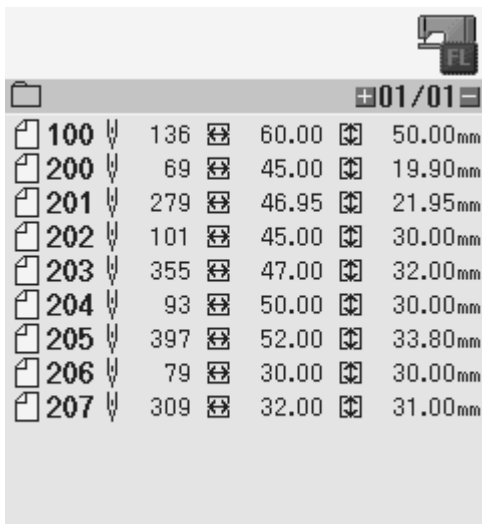 FL
01/01
100 136 60.00 50.00mm
200 69 45.00 19.90mm
201 279 46.95 21.95mm
202 101 45.00 30.00mm
203 355 47.00 32.00mm
204 93 50.00 30.00mm
205 397 52.00 33.80mm
206 79 30.00 30.00mm
207 309 32.00 31.00mm